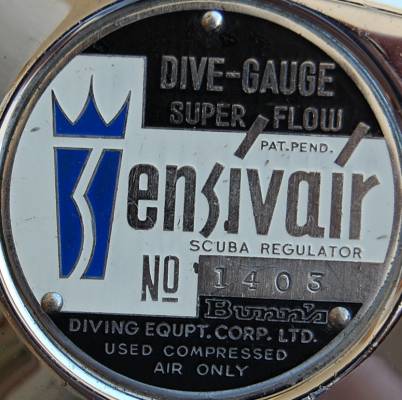 DIVE-GAUGE
SUPER FLOW
PAT. PEND.
Sensivair
SCUBA REGULATOR
NO 1403
Bunn's
DIVING EQUPT. CORP. LTD.
USED COMPRESSED
AIR ONLY